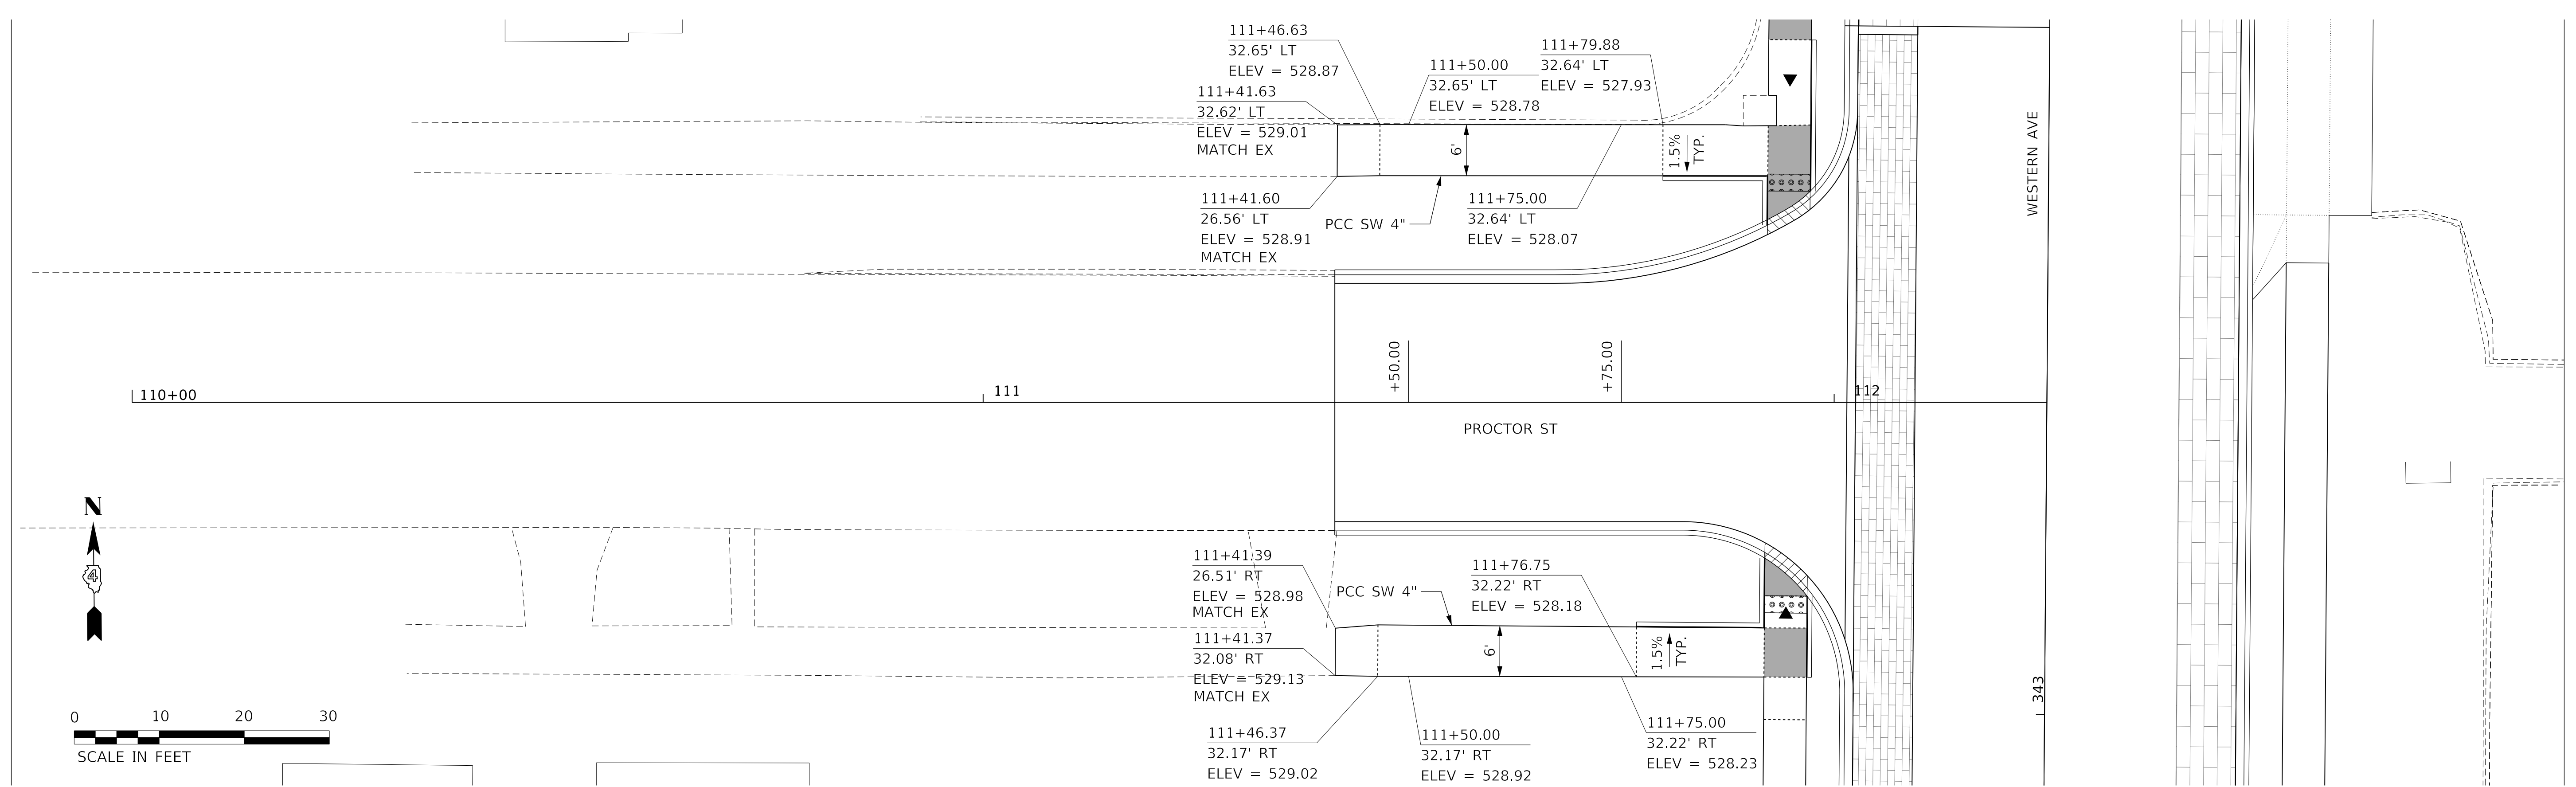 111+46.63
32.65' LT
ELEV = 528.87
111+79.88
32.64' LT
ELEV = 527.93
111+50.00
32.65' LT
ELEV = 528.78
111+41.63
32.62' LT
ELEV = 529.01
MATCH EX
6'
1.5%
TYP.
WESTERN AVE
111+41.60
26.56' LT
ELEV = 528.91
MATCH EX
PCC SW 4"
111+75.00
32.64' LT
ELEV = 528.07
+50.00
+75.00
110+00
111
112
PROCTOR ST
N
4
111+41.39
26.51' RT
ELEV = 528.98
MATCH EX
PCC SW 4"
111+76.75
32.22' RT
ELEV = 528.18
111+41.37
32.08' RT
ELEV = 529.13
MATCH EX
6'
1.5%
TYP.
343
0 10 20 30
SCALE IN FEET
111+46.37
32.17' RT
ELEV = 529.02
111+50.00
32.17' RT
ELEV = 528.92
111+75.00
32.22' RT
ELEV = 528.23